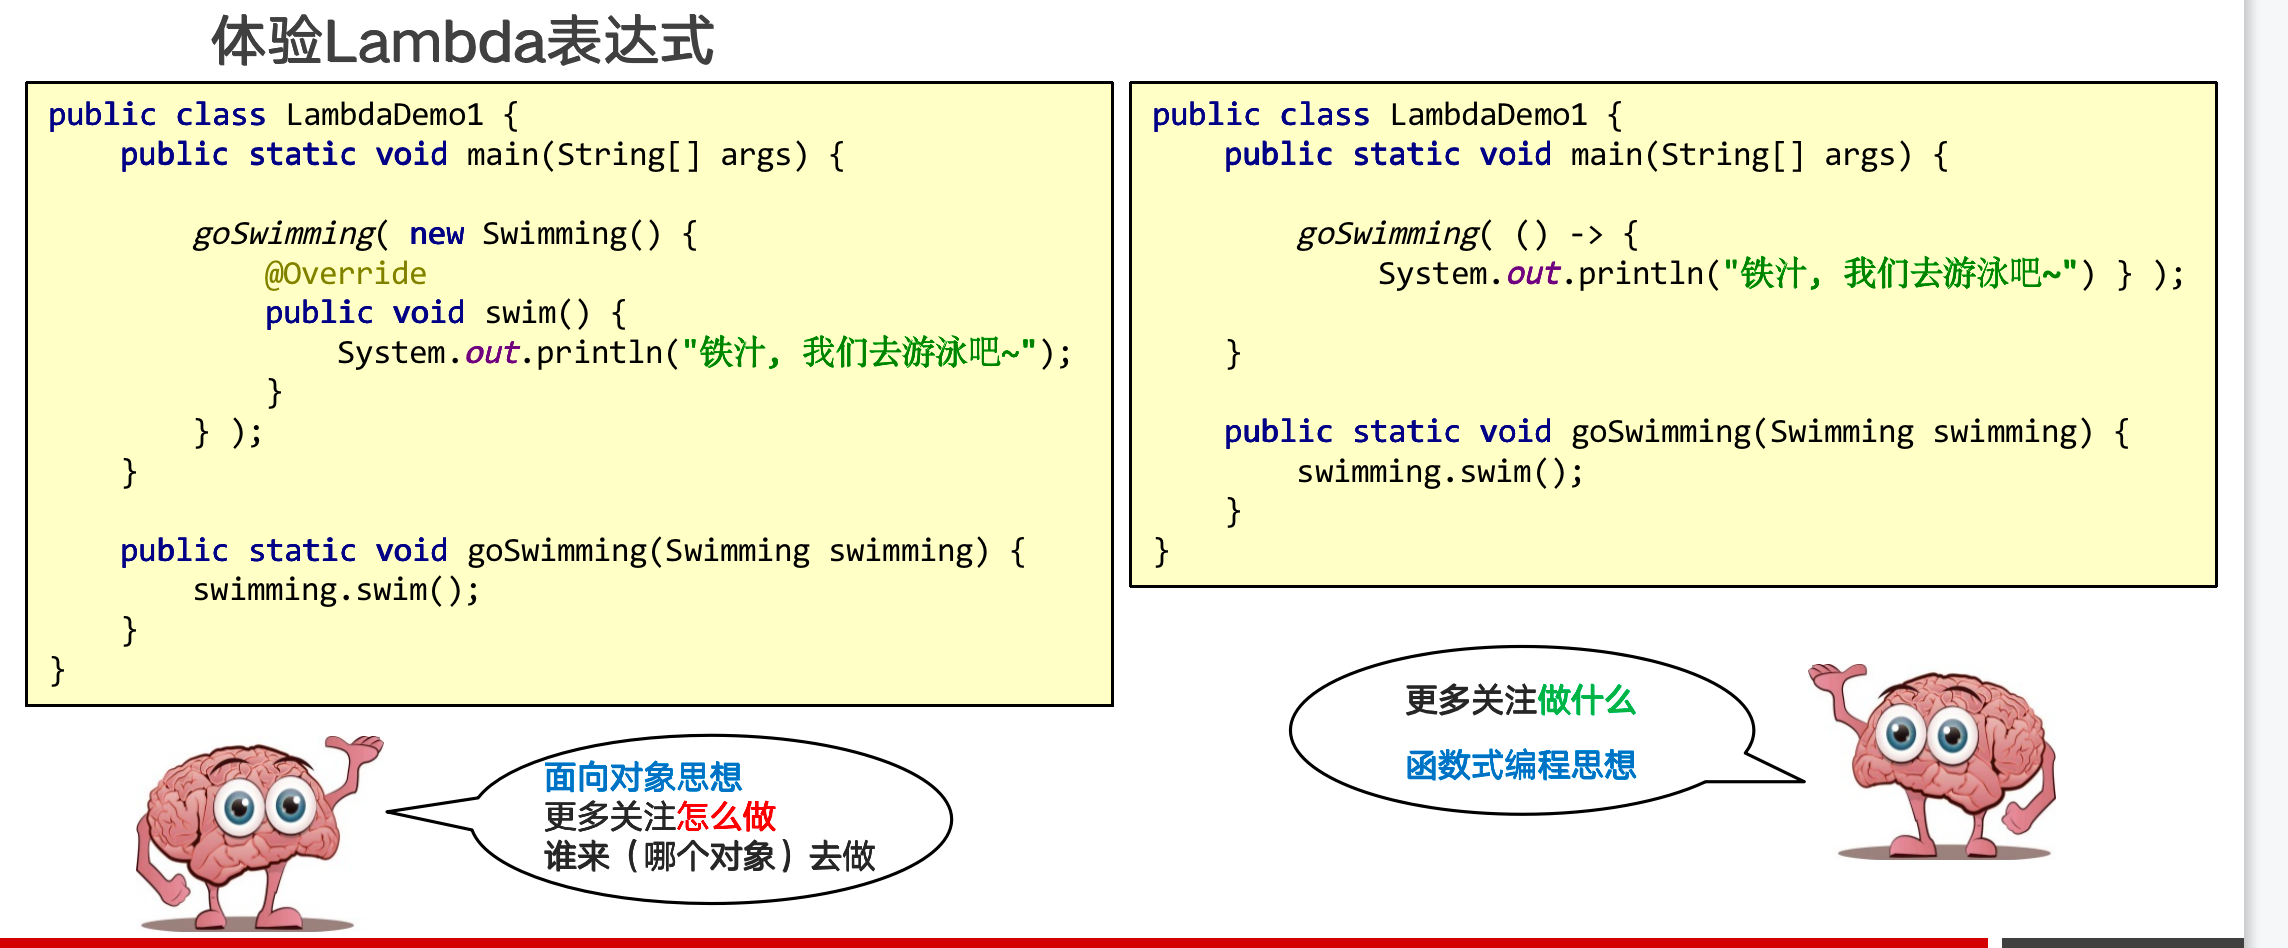 体验Lambda表达式
public class LambdaDemo1 {
    public static void main(String[] args) {
        goSwimming( new Swimming() {
            @Override
            public void swim() {
                System.out.println("铁汁, 我们去游泳吧~");
            }
        } );
    }
    public static void goSwimming(Swimming swimming) {
        swimming.swim();
    }
}
public class LambdaDemo1 {
    public static void main(String[] args) {
        goSwimming( () -> {
            System.out.println("铁汁, 我们去游泳吧~") } );
    }
    public static void goSwimming(Swimming swimming) {
        swimming.swim();
    }
}
面向对象思想
更多关注怎么做
谁来（哪个对象）去做
更多关注做什么
函数式编程思想